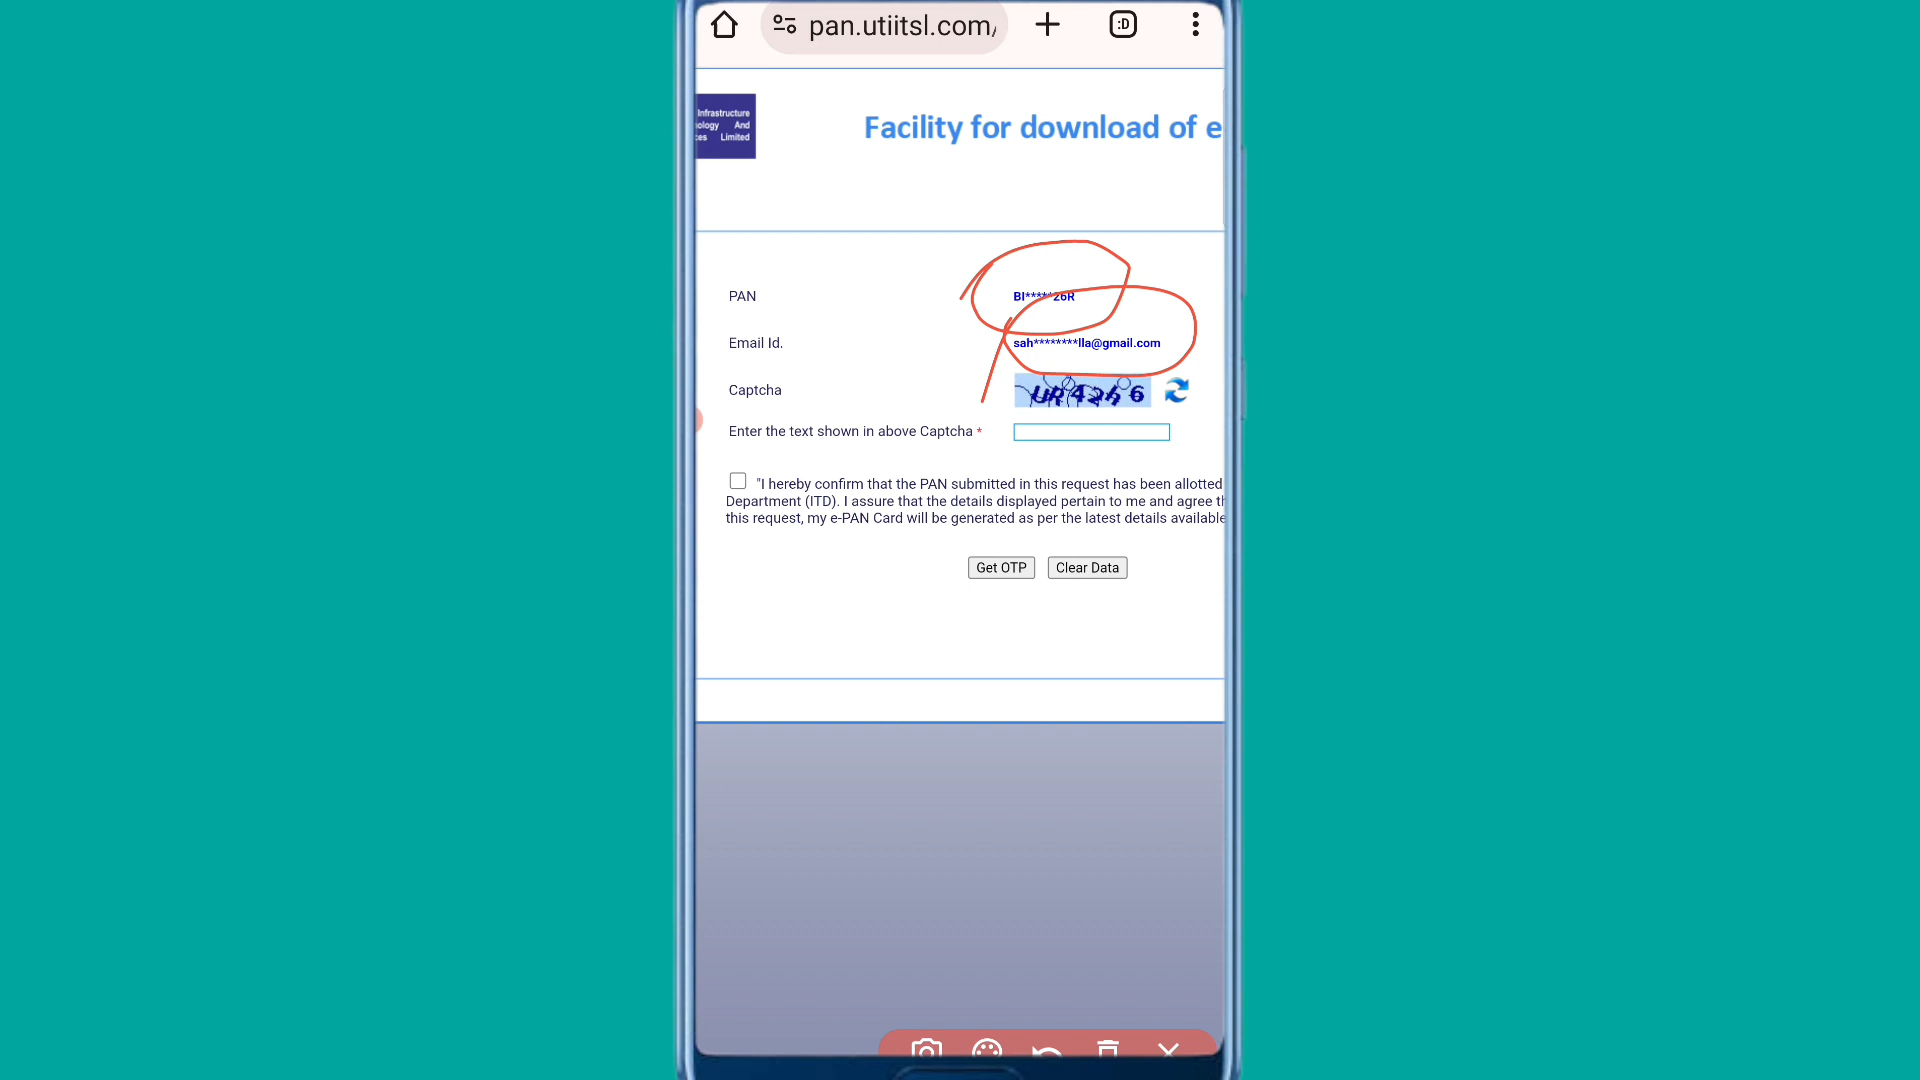 :D
pan.utiitsl.com/
Infrastructure
ology And
es Limited
Facility for download of e
PAN
BI*****26R
Email Id.
sah********lla@gmail.com
Captcha
UR42h6
Enter the text shown in above Captcha *
"I hereby confirm that the PAN submitted in this request has been allotted
Department (ITD). I assure that the details displayed pertain to me and agree th
this request, my e-PAN Card will be generated as per the latest details available
Get OTP
Clear Data